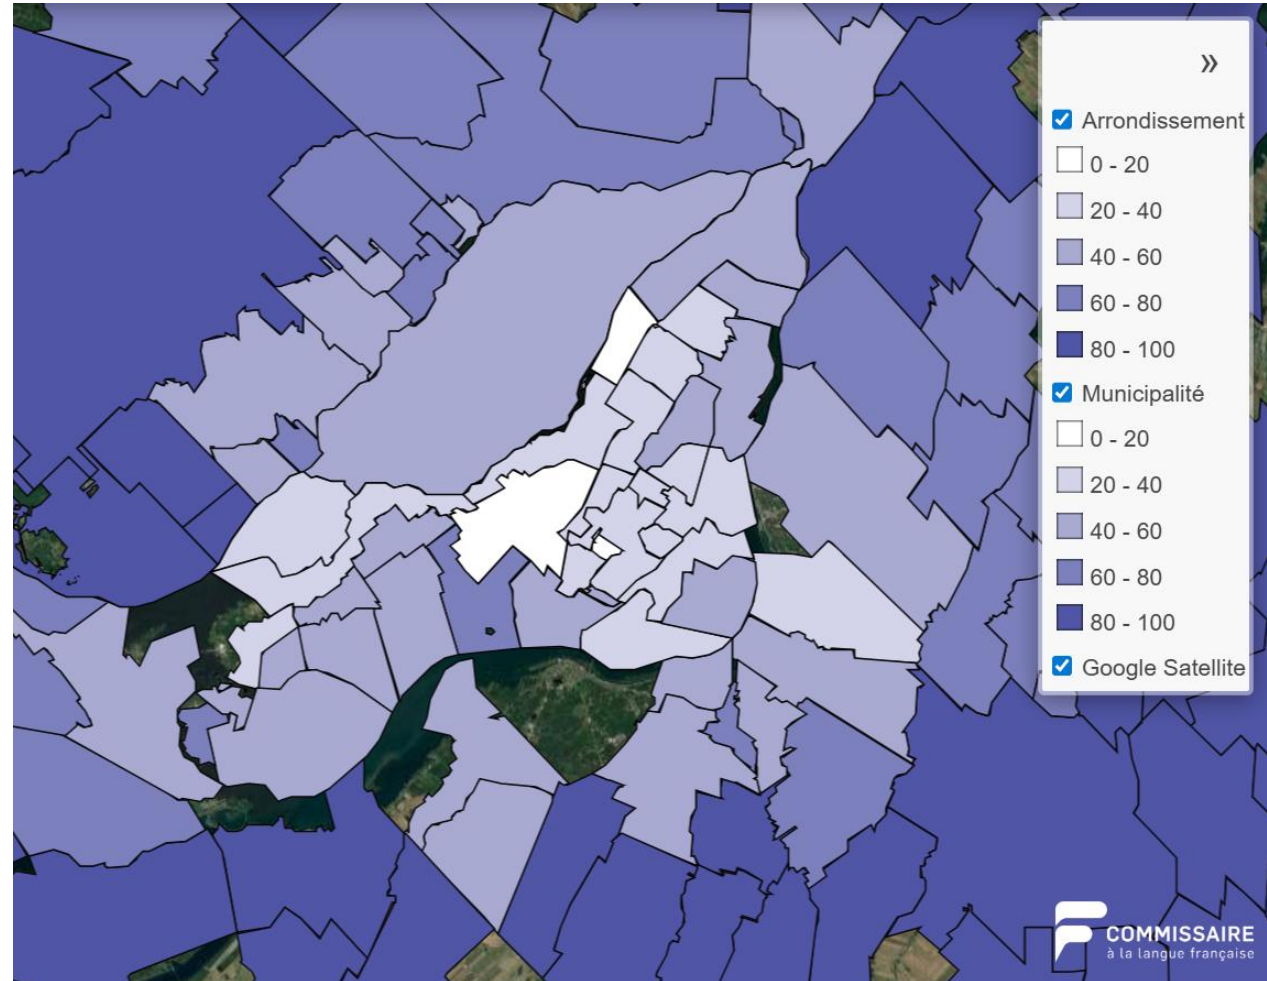 »
Arrondissement
0 - 20
20 - 40
40 - 60
60 - 80
80 - 100
Municipalité
0 - 20
20 - 40
40 - 60
60 - 80
80 - 100
Google Satellite
COMMISSAIRE
à la langue française